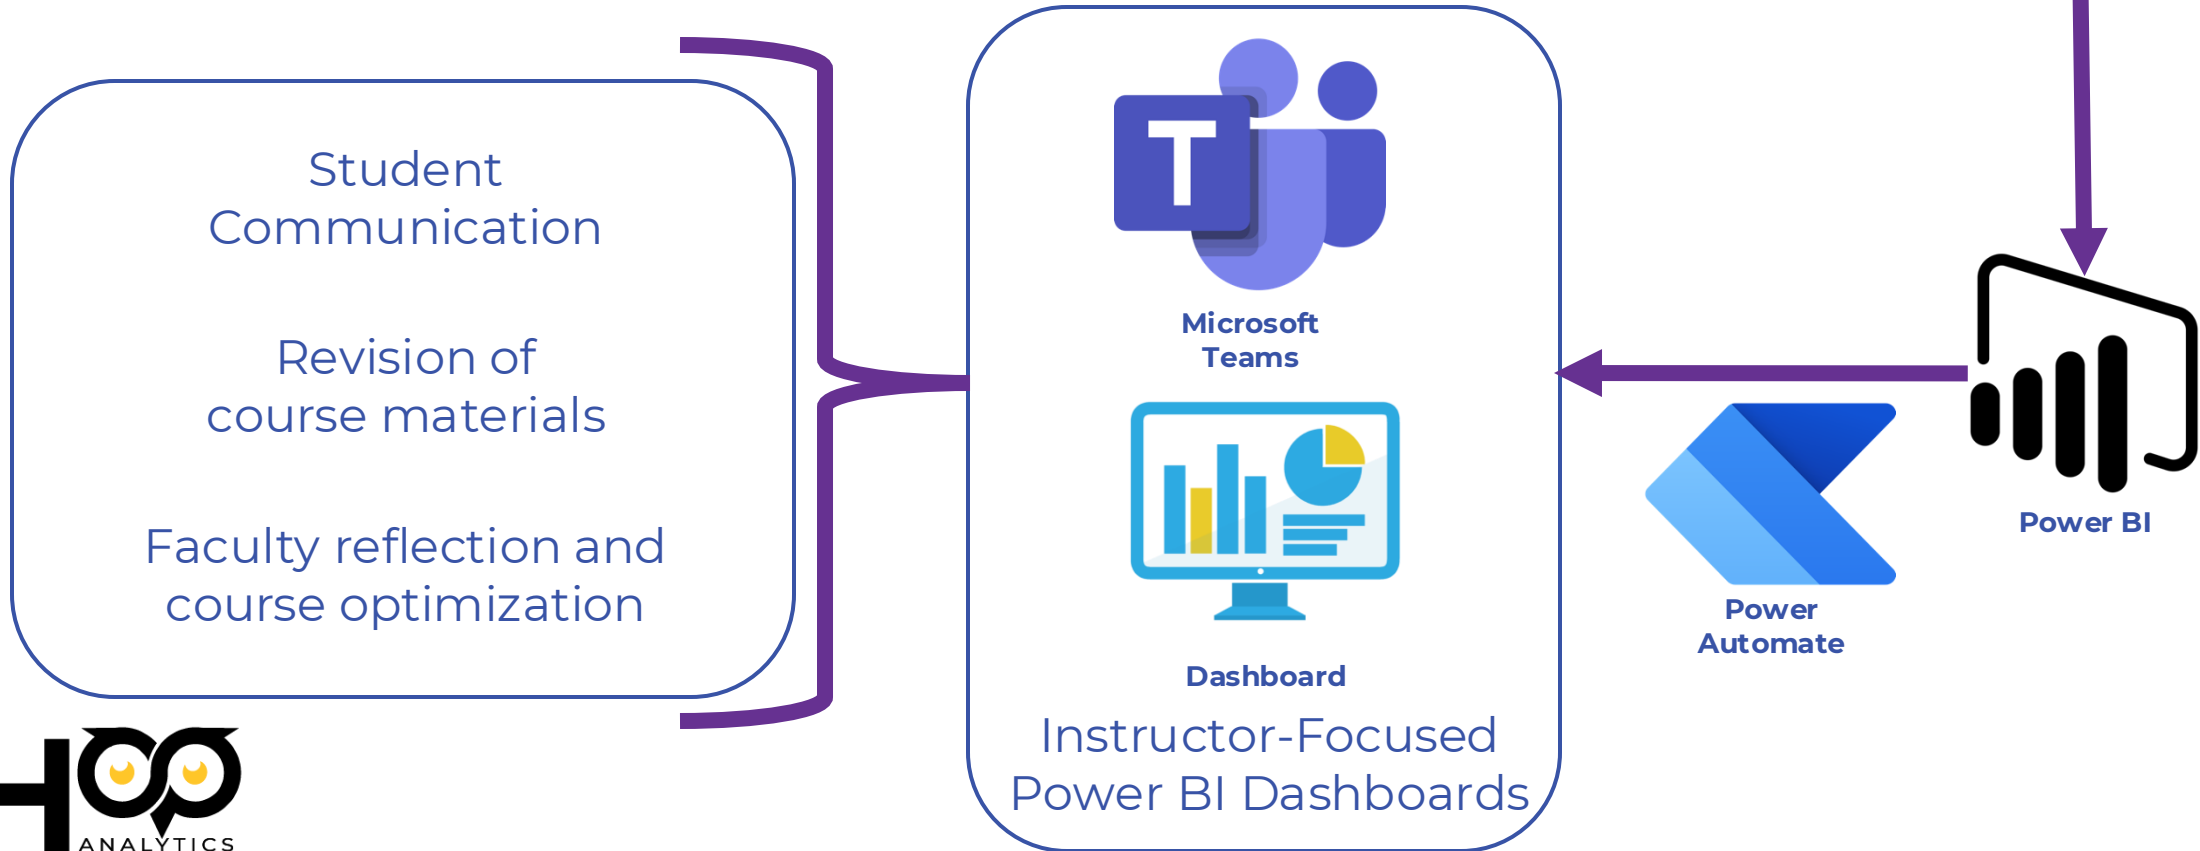 Student
Communication
Revision of
course materials
Faculty reflection and
course optimization
T
Microsoft
Teams
Dashboard
Instructor-Focused
Power BI Dashboards
Power
Automate
Power BI
ANALYTICS